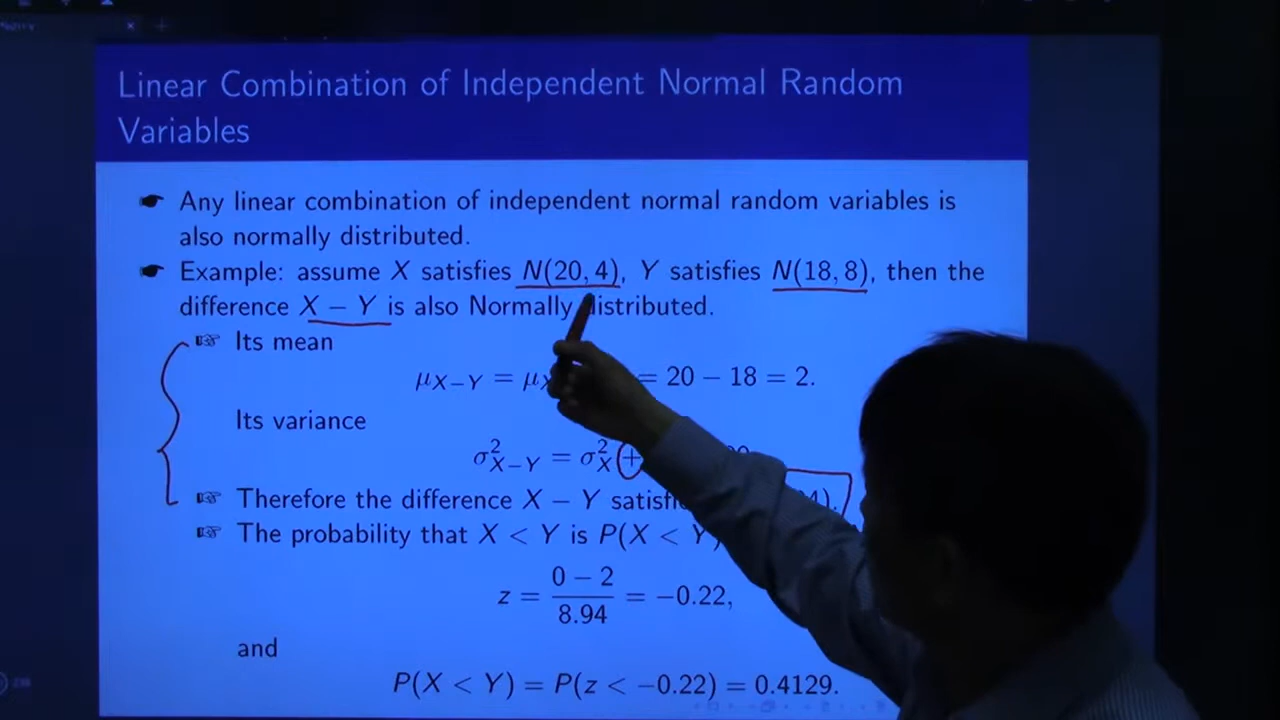 Linear Combination of Independent Normal Random
Variables
Any linear combination of independent normal random variables is
also normally distributed.
Example: assume X satisfies N(20, 4), Y satisfies N(18, 8), then the
difference X − Y is also Normally distributed.
Its mean
μX−Y = μX = 20 − 18 = 2.
Its variance
σ²X−Y = σ²X +
Therefore the difference X − Y
The probability that X < Y is P(X < Y)
z = (0 − 2)/8.94 = −0.22,
and
P(X < Y) = P(z < −0.22) = 0.4129.